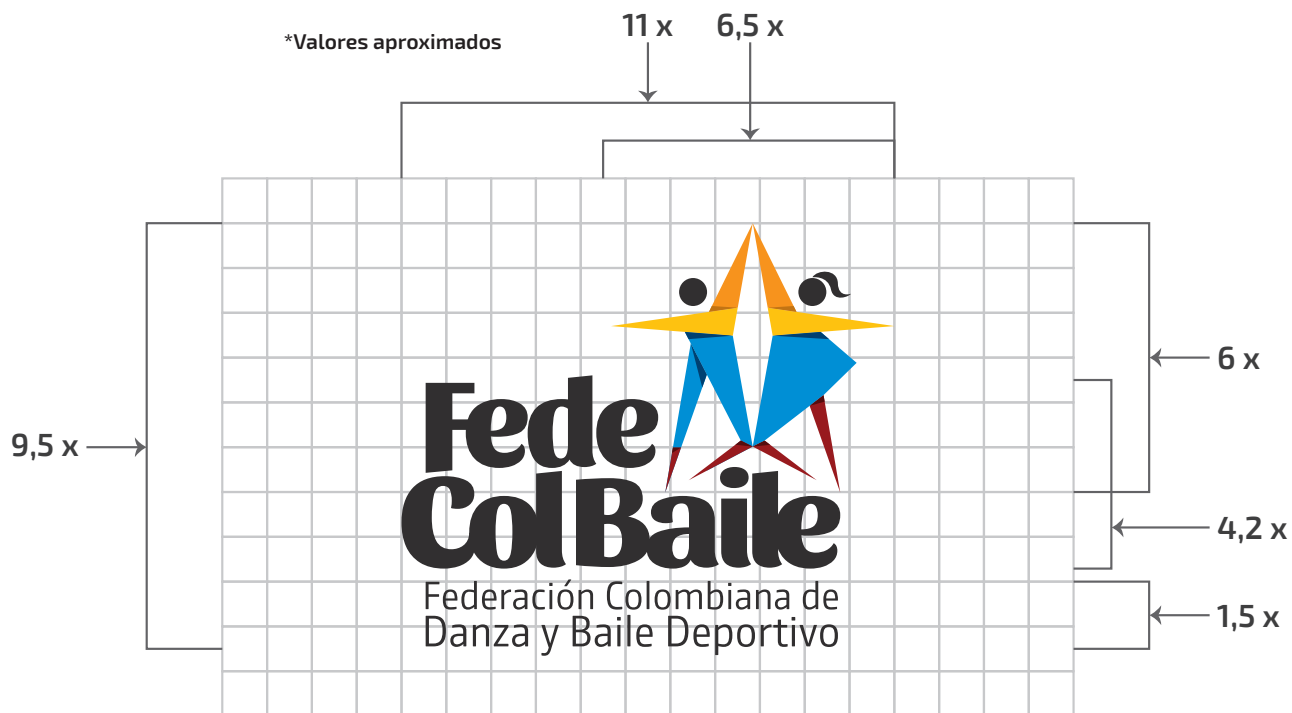 11 x 6,5 x
*Valores aproximados
6 x
9,5 x
Fede
ColBaile
4,2 x
Federación Colombiana de
1,5 x
Danza y Baile Deportivo